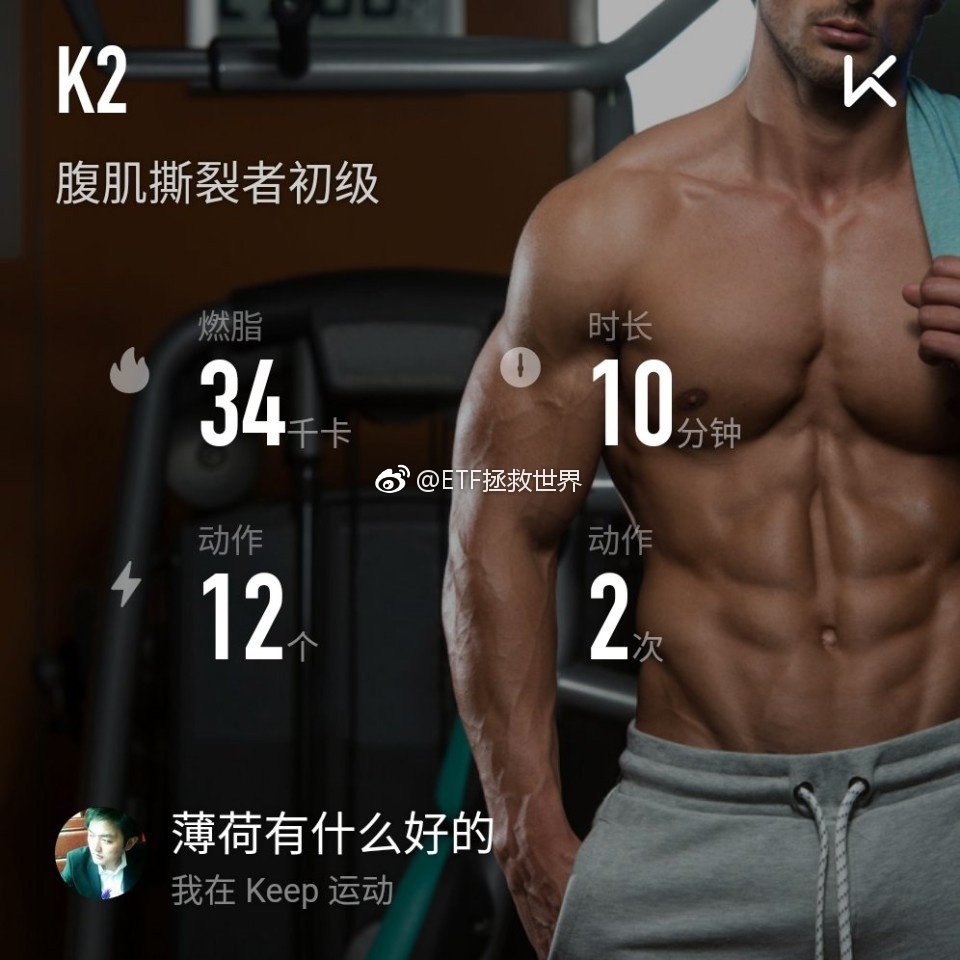 K2
腹肌撕裂者初级
燃脂
34千卡
时长
10分钟
@ETF拯救世界
动作
12个
动作
2次
薄荷有什么好的
我在 Keep 运动